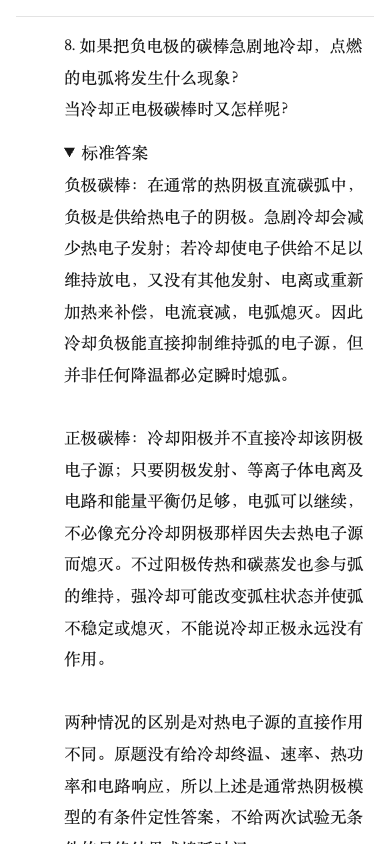 8. 如果把负电极的碳棒急剧地冷却，点燃
的电弧将发生什么现象？
当冷却正电极碳棒时又怎样呢？
▼ 标准答案
负极碳棒：在通常的热阴极直流碳弧中，
负极是供给热电子的阴极。急剧冷却会减
少热电子发射；若冷却使电子供给不足以
维持放电，又没有其他发射、电离或重新
加热来补偿，电流衰减，电弧熄灭。因此
冷却负极能直接抑制维持弧的电子源，但
并非任何降温都必定瞬时熄弧。
正极碳棒：冷却阳极并不直接冷却该阴极
电子源；只要阴极发射、等离子体电离及
电路和能量平衡仍足够，电弧可以继续，
不必像充分冷却阴极那样因失去热电子源
而熄灭。不过阳极传热和碳蒸发也参与弧
的维持，强冷却可能改变弧柱状态并使弧
不稳定或熄灭，不能说冷却正极永远没有
作用。
两种情况的区别是对热电子源的直接作用
不同。原题没有给冷却终温、速率、热功
率和电路响应，所以上述是通常热阴极模
型的有条件定性答案，不给两次试验无条